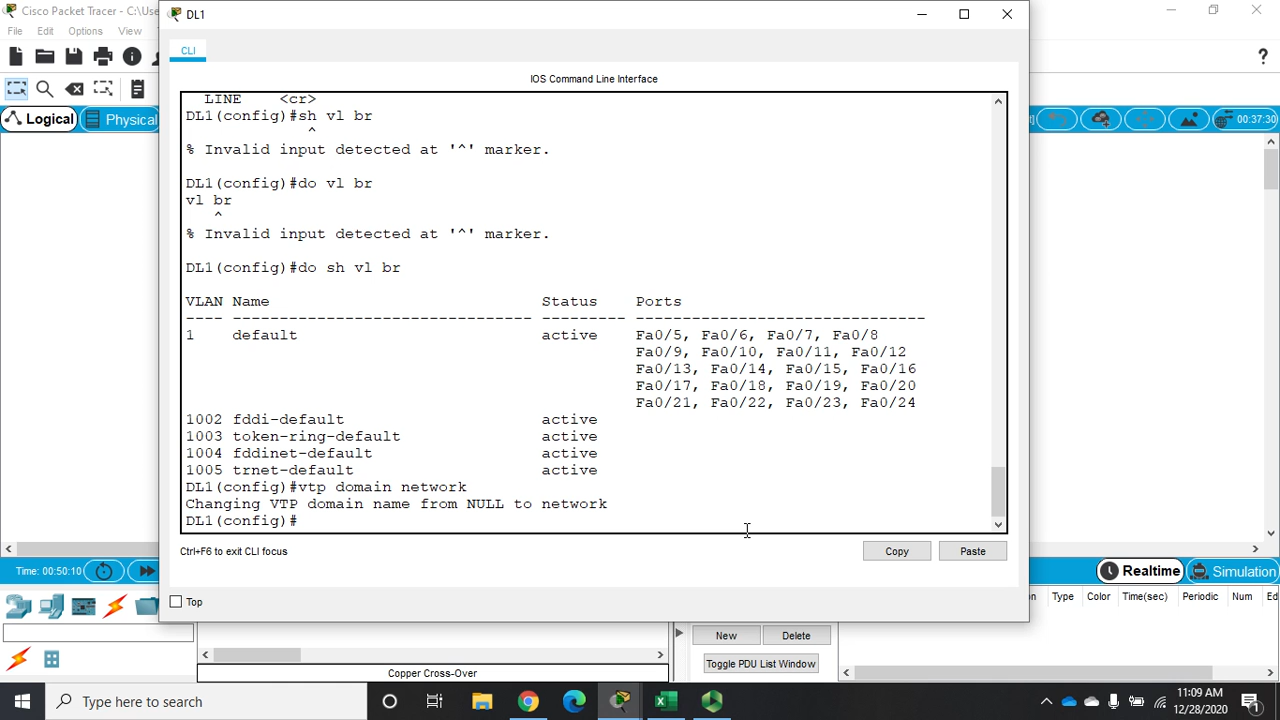 Cisco Packet Tracer - C:\Use
File Edit Options View
?
Logical
Physical
t]
00:37:30
DL1
CLI
IOS Command Line Interface
LINE <cr>
DL1(config)#sh vl br
^
% Invalid input detected at '^' marker.
DL1(config)#do vl br
vl br
^
% Invalid input detected at '^' marker.
DL1(config)#do sh vl br
VLAN Name Status Ports
---- -------------------------------- --------- -------------------------------
1 default active Fa0/5, Fa0/6, Fa0/7, Fa0/8
Fa0/9, Fa0/10, Fa0/11, Fa0/12
Fa0/13, Fa0/14, Fa0/15, Fa0/16
Fa0/17, Fa0/18, Fa0/19, Fa0/20
Fa0/21, Fa0/22, Fa0/23, Fa0/24
1002 fddi-default active
1003 token-ring-default active
1004 fddinet-default active
1005 trnet-default active
DL1(config)#vtp domain network
Changing VTP domain name from NULL to network
DL1(config)#
Ctrl+F6 to exit CLI focus
Copy
Paste
Top
Time: 00:50:10
Realtime
Simulation
n Type Color Time(sec) Periodic Num Ed
New
Delete
Toggle PDU List Window
Copper Cross-Over
Type here to search
11:09 AM
12/28/2020
1